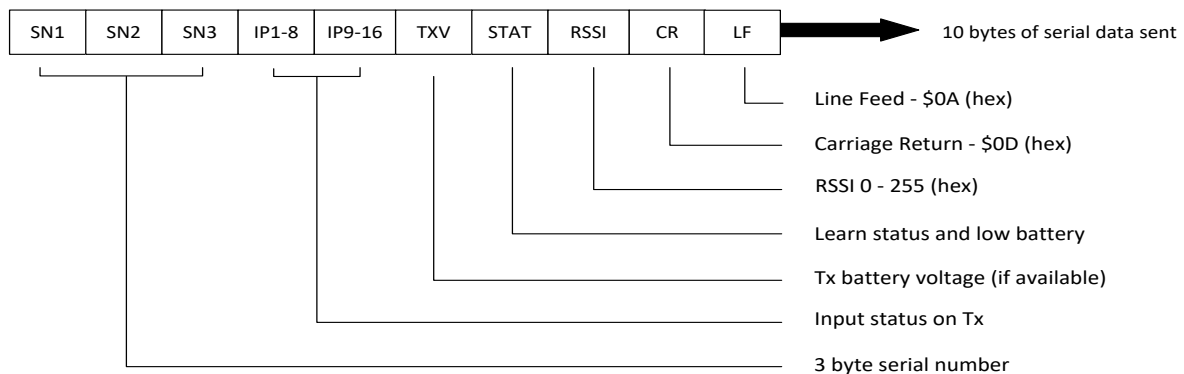 SN1 SN2 SN3 IP1-8 IP9-16 TXV STAT RSSI CR LF 10 bytes of serial data sent
Line Feed - $0A (hex)
Carriage Return - $0D (hex)
RSSI 0 - 255 (hex)
Learn status and low battery
Tx battery voltage (if available)
Input status on Tx
3 byte serial number